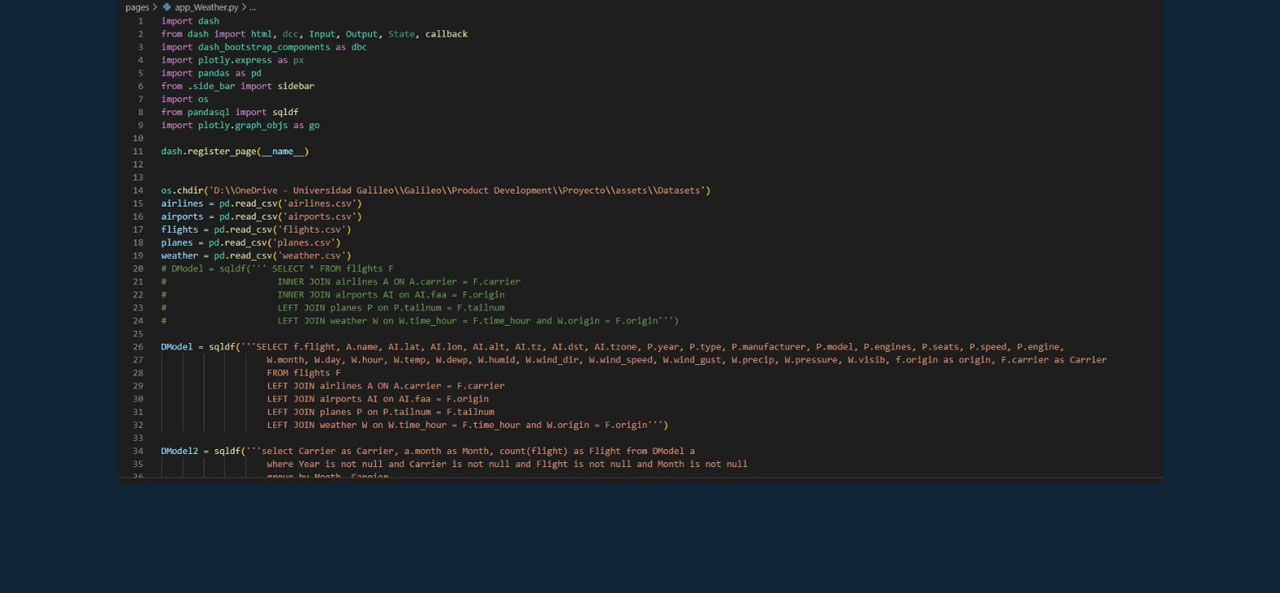 pages > app_Weather.py > ...
1 import dash
2 from dash import html, dcc, Input, Output, State, callback
3 import dash_bootstrap_components as dbc
4 import plotly.express as px
5 import pandas as pd
6 from .side_bar import sidebar
7 import os
8 from pandasql import sqldf
9 import plotly.graph_objs as go
10
11 dash.register_page(__name__)
12
13
14 os.chdir('D:\\OneDrive - Universidad Galileo\\Galileo\\Product Development\\Proyecto\\assets\\Datasets')
15 airlines = pd.read_csv('airlines.csv')
16 airports = pd.read_csv('airports.csv')
17 flights = pd.read_csv('flights.csv')
18 planes = pd.read_csv('planes.csv')
19 weather = pd.read_csv('weather.csv')
20 # DModel = sqldf(''' SELECT * FROM flights F
21 # INNER JOIN airlines A ON A.carrier = F.carrier
22 # INNER JOIN airports AI on AI.faa = F.origin
23 # LEFT JOIN planes P on P.tailnum = F.tailnum
24 # LEFT JOIN weather W on W.time_hour = F.time_hour and W.origin = F.origin''')
25
26 DModel = sqldf('''SELECT f.flight, A.name, AI.lat, AI.lon, AI.alt, AI.tz, AI.dst, AI.tzone, P.year, P.type, P.manufacturer, P.model, P.engines, P.seats, P.speed, P.engine,
27 W.month, W.day, W.hour, W.temp, W.dewp, W.humid, W.wind_dir, W.wind_speed, W.wind_gust, W.precip, W.pressure, W.visib, f.origin as origin, F.carrier as Carrier
28 FROM flights F
29 LEFT JOIN airlines A ON A.carrier = F.carrier
30 LEFT JOIN airports AI on AI.faa = F.origin
31 LEFT JOIN planes P on P.tailnum = F.tailnum
32 LEFT JOIN weather W on W.time_hour = F.time_hour and W.origin = F.origin''')
33
34 DModel2 = sqldf('''select Carrier as Carrier, a.month as Month, count(flight) as Flight from DModel a
35 where Year is not null and Carrier is not null and Flight is not null and Month is not null
36 group by Month, Carrier